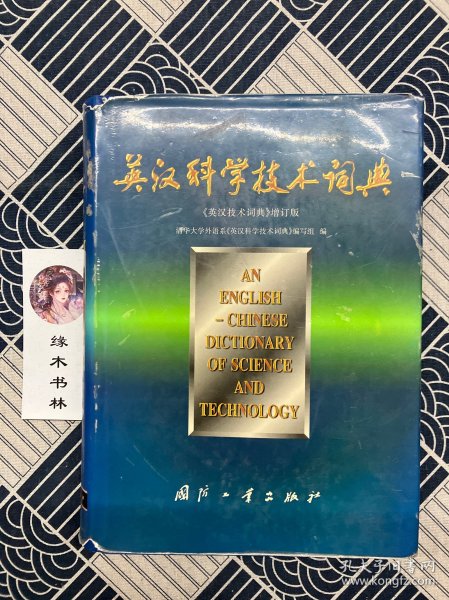 英汉科学技术词典
《英汉技术词典》增订版
清华大学外语系《英汉科学技术词典》编写组 编
AN
ENGLISH
– CHINESE
DICTIONARY
OF SCIENCE
AND
TECHNOLOGY
国防工业出版社
缘
木
书
林
孔夫子旧书网
www.kongfz.com